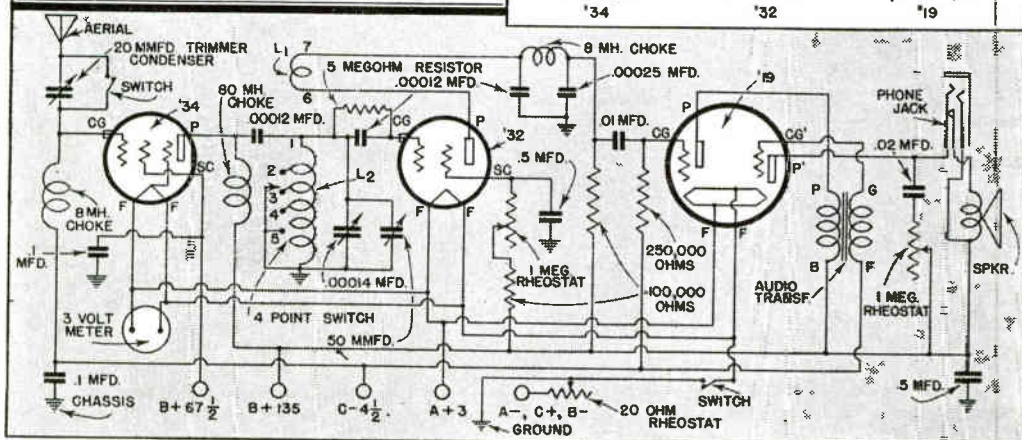 '34
'32
'19
AERIAL
20 MMFD. TRIMMER
CONDENSER
SWITCH
CG
'34
P
SC
F
F
8 MH.
CHOKE
.1
MFD.
3 VOLT
METER
.1 MFD.
CHASSIS
80 MH.
CHOKE
.00012
MFD.
L1
7
6
5 MEGOHM RESISTOR
.00012 MFD.
1
2
3
4
5
L2
.00014 MFD.
4 POINT SWITCH
50 MMFD.
CG
P
'32
SC
F
F
8 MH. CHOKE
.00025 MFD.
.5 MFD.
1 MEG.
RHEOSTAT
.01 MFD.
250,000
OHMS
100,000
OHMS
'19
P
CG
CG'
P'
F
F
P
G
B
F
AUDIO
TRANSF.
PHONE
JACK
.02 MFD.
1 MEG.
RHEOSTAT
SPKR.
.5 MFD.
B+ 67 1/2
B+ 135
C- 4 1/2
A+ 3
GROUND
A-, C+, B-
20 OHM
RHEOSTAT
SWITCH